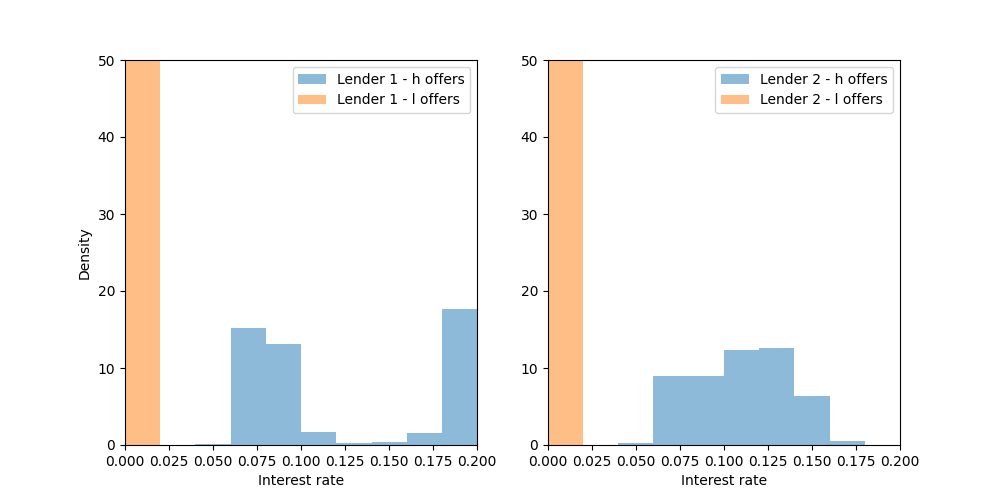 50
40
30
20
10
0
Density
0.000 0.025 0.050 0.075 0.100 0.125 0.150 0.175 0.200
Interest rate
Lender 1 - h offers
Lender 1 - l offers
50
40
30
20
10
0
0.000 0.025 0.050 0.075 0.100 0.125 0.150 0.175 0.200
Interest rate
Lender 2 - h offers
Lender 2 - l offers